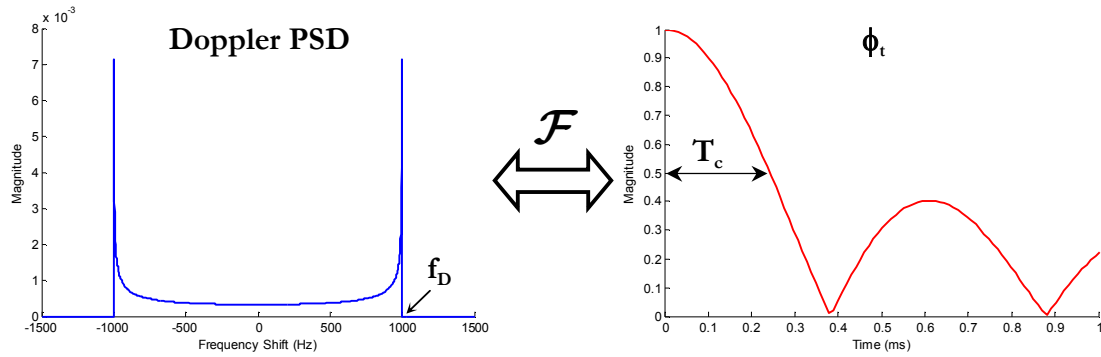 x 10⁻³
Doppler PSD
8
7
6
5
4
3
2
1
0
Magnitude
f_D
-1500 -1000 -500 0 500 1000 1500
Frequency Shift (Hz)
ℱ
ϕ_t
1
0.9
0.8
0.7
0.6
0.5
0.4
0.3
0.2
0.1
0
Magnitude
T_c
0 0.1 0.2 0.3 0.4 0.5 0.6 0.7 0.8 0.9 1
Time (ms)